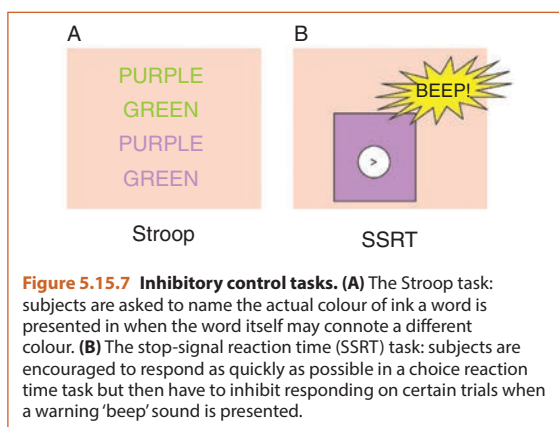 A
PURPLE
GREEN
PURPLE
GREEN
Stroop
B
BEEP!
>
SSRT
Figure 5.15.7 Inhibitory control tasks. (A) The Stroop task:
subjects are asked to name the actual colour of ink a word is
presented in when the word itself may connote a different
colour. (B) The stop-signal reaction time (SSRT) task: subjects are
encouraged to respond as quickly as possible in a choice reaction
time task but then have to inhibit responding on certain trials when
a warning ‘beep’ sound is presented.